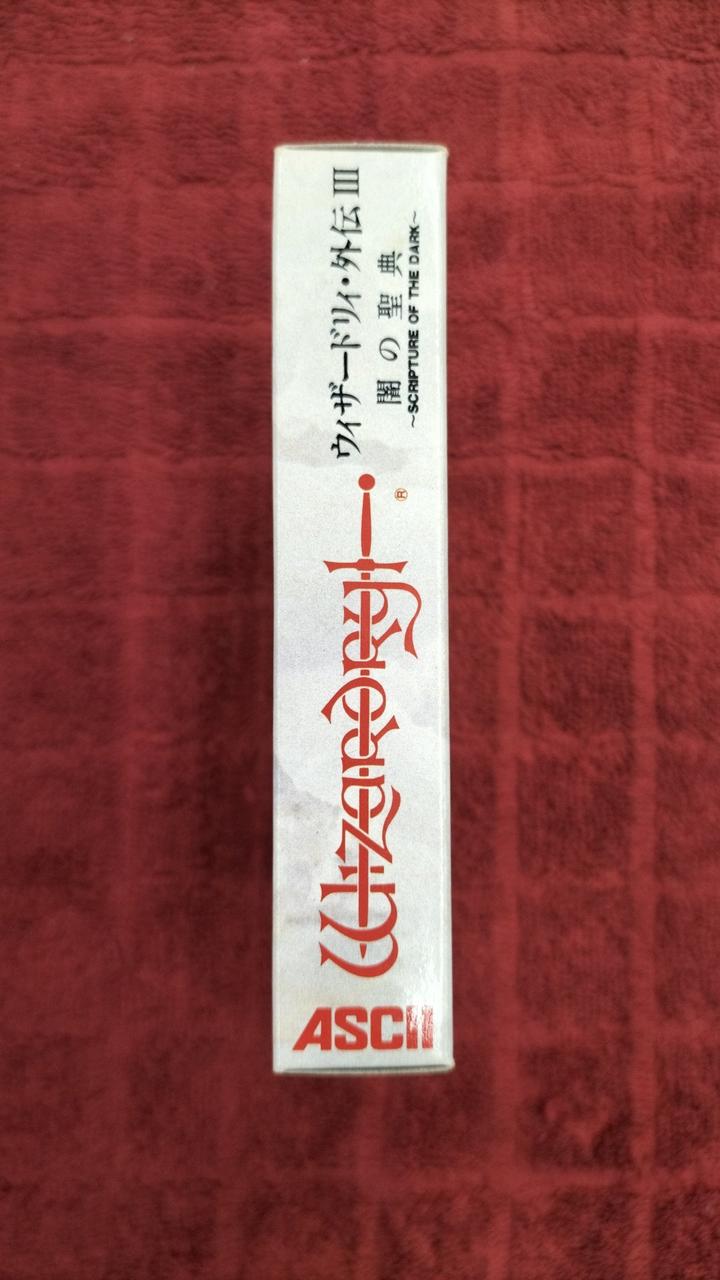 ASCII
Wizardry
®
ウィザードリィ・外伝 III
闇の聖典
~SCRIPTURE OF THE DARK~